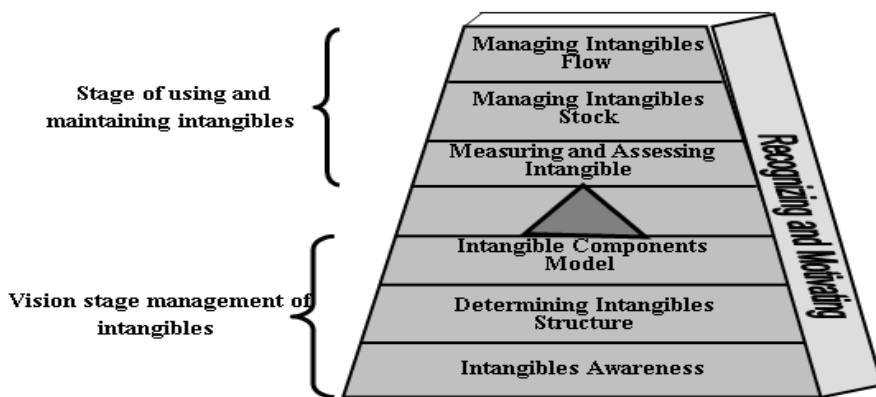 Managing Intangibles
Flow
Managing Intangibles
Stock
Measuring and Assessing
Intangible
Intangible Components
Model
Determining Intangibles
Structure
Intangibles Awareness
Stage of using and
maintaining intangibles
Vision stage management of
intangibles
Recognizing and Motivating